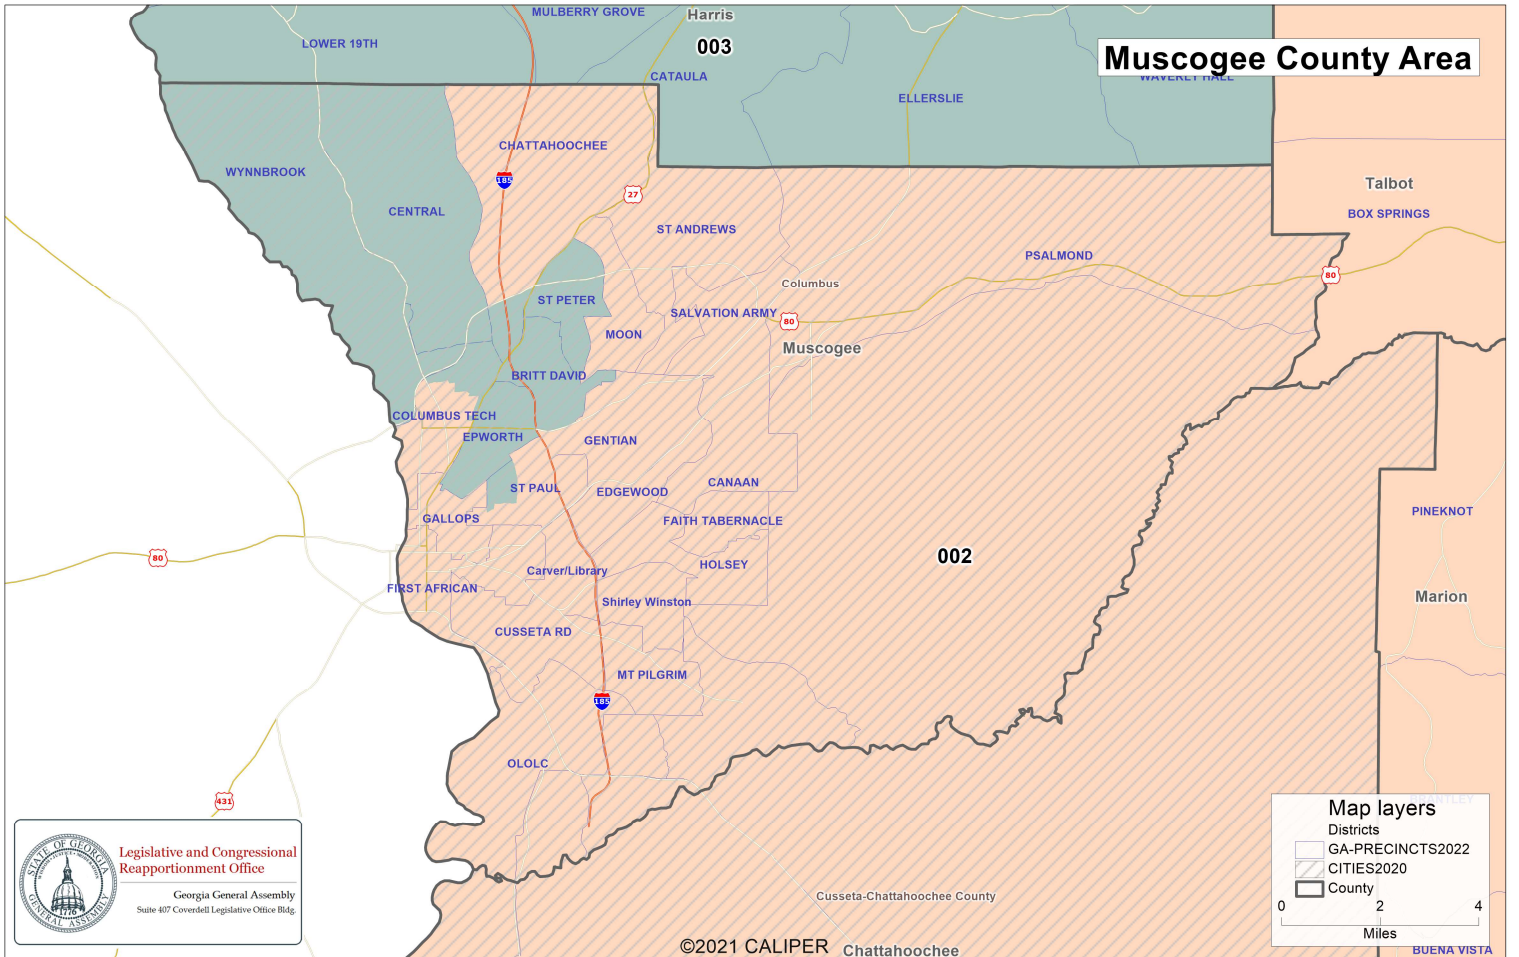 MULBERRY GROVE
Harris
LOWER 19TH
003
Muscogee County Area
CATAULA
WAVERLY HALL
ELLERSLIE
CHATTAHOOCHEE
WYNNBROOK
185
Talbot
27
CENTRAL
BOX SPRINGS
ST ANDREWS
PSALMOND
80
Columbus
ST PETER
SALVATION ARMY
80
MOON
Muscogee
BRITT DAVID
COLUMBUS TECH
EPWORTH
GENTIAN
CANAAN
ST PAUL
EDGEWOOD
PINEKNOT
GALLOPS
FAITH TABERNACLE
80
002
HOLSEY
Carver/Library
FIRST AFRICAN
Marion
Shirley Winston
CUSSETA RD
MT PILGRIM
185
OLOLC
431
BRANTLEY
Map layers
Districts
GA-PRECINCTS2022
CITIES2020
County
0 2 4
Miles
STATE OF GEORGIA
GENERAL ASSEMBLY
1776
Legislative and Congressional
Reapportionment Office
Georgia General Assembly
Suite 407 Coverdell Legislative Office Bldg.
Cusseta-Chattahoochee County
©2021 CALIPER
Chattahoochee
BUENA VISTA